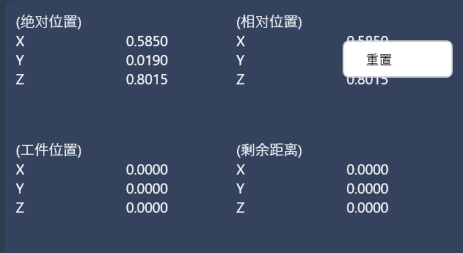 (绝对位置) (相对位置)
X 0.5850 X 0.5850
Y 0.0190 Y
重置
Z 0.8015 Z 0.8015
(工件位置) (剩余距离)
X 0.0000 X 0.0000
Y 0.0000 Y 0.0000
Z 0.0000 Z 0.0000